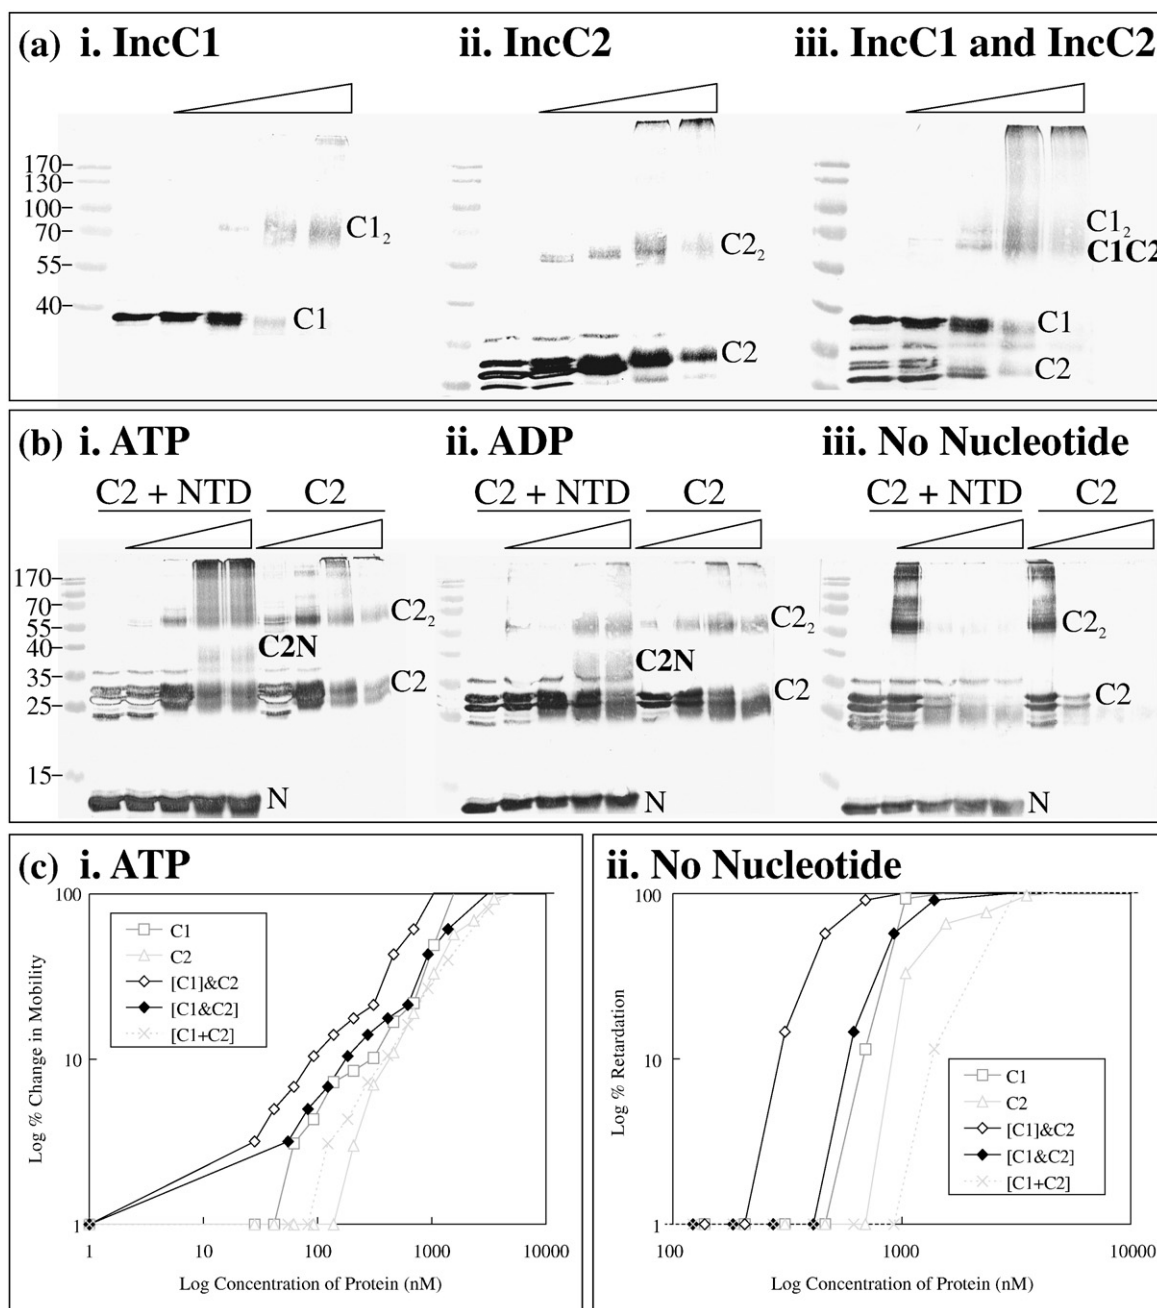 (a) i. IncC1 ii. IncC2 iii. IncC1 and IncC2
170
130
100
70
55
40
C1₂
C1
C2₂
C2
C1₂
C1C2
C1
C2
(b) i. ATP ii. ADP iii. No Nucleotide
C2 + NTD C2 C2 + NTD C2 C2 + NTD C2
170
70
55
40
35
25
15
C2₂
C2N
C2
N
C2₂
C2N
C2
N
C2₂
C2
N
(c) i. ATP
Log % Change in Mobility
100
10
1
C1
C2
[C1]&C2
[C1&C2]
[C1+C2]
1 10 100 1000 10000
Log Concentration of Protein (nM)
ii. No Nucleotide
Log % Retardation
100
10
1
C1
C2
[C1]&C2
[C1&C2]
[C1+C2]
100 1000 10000
Log Concentration of Protein (nM)